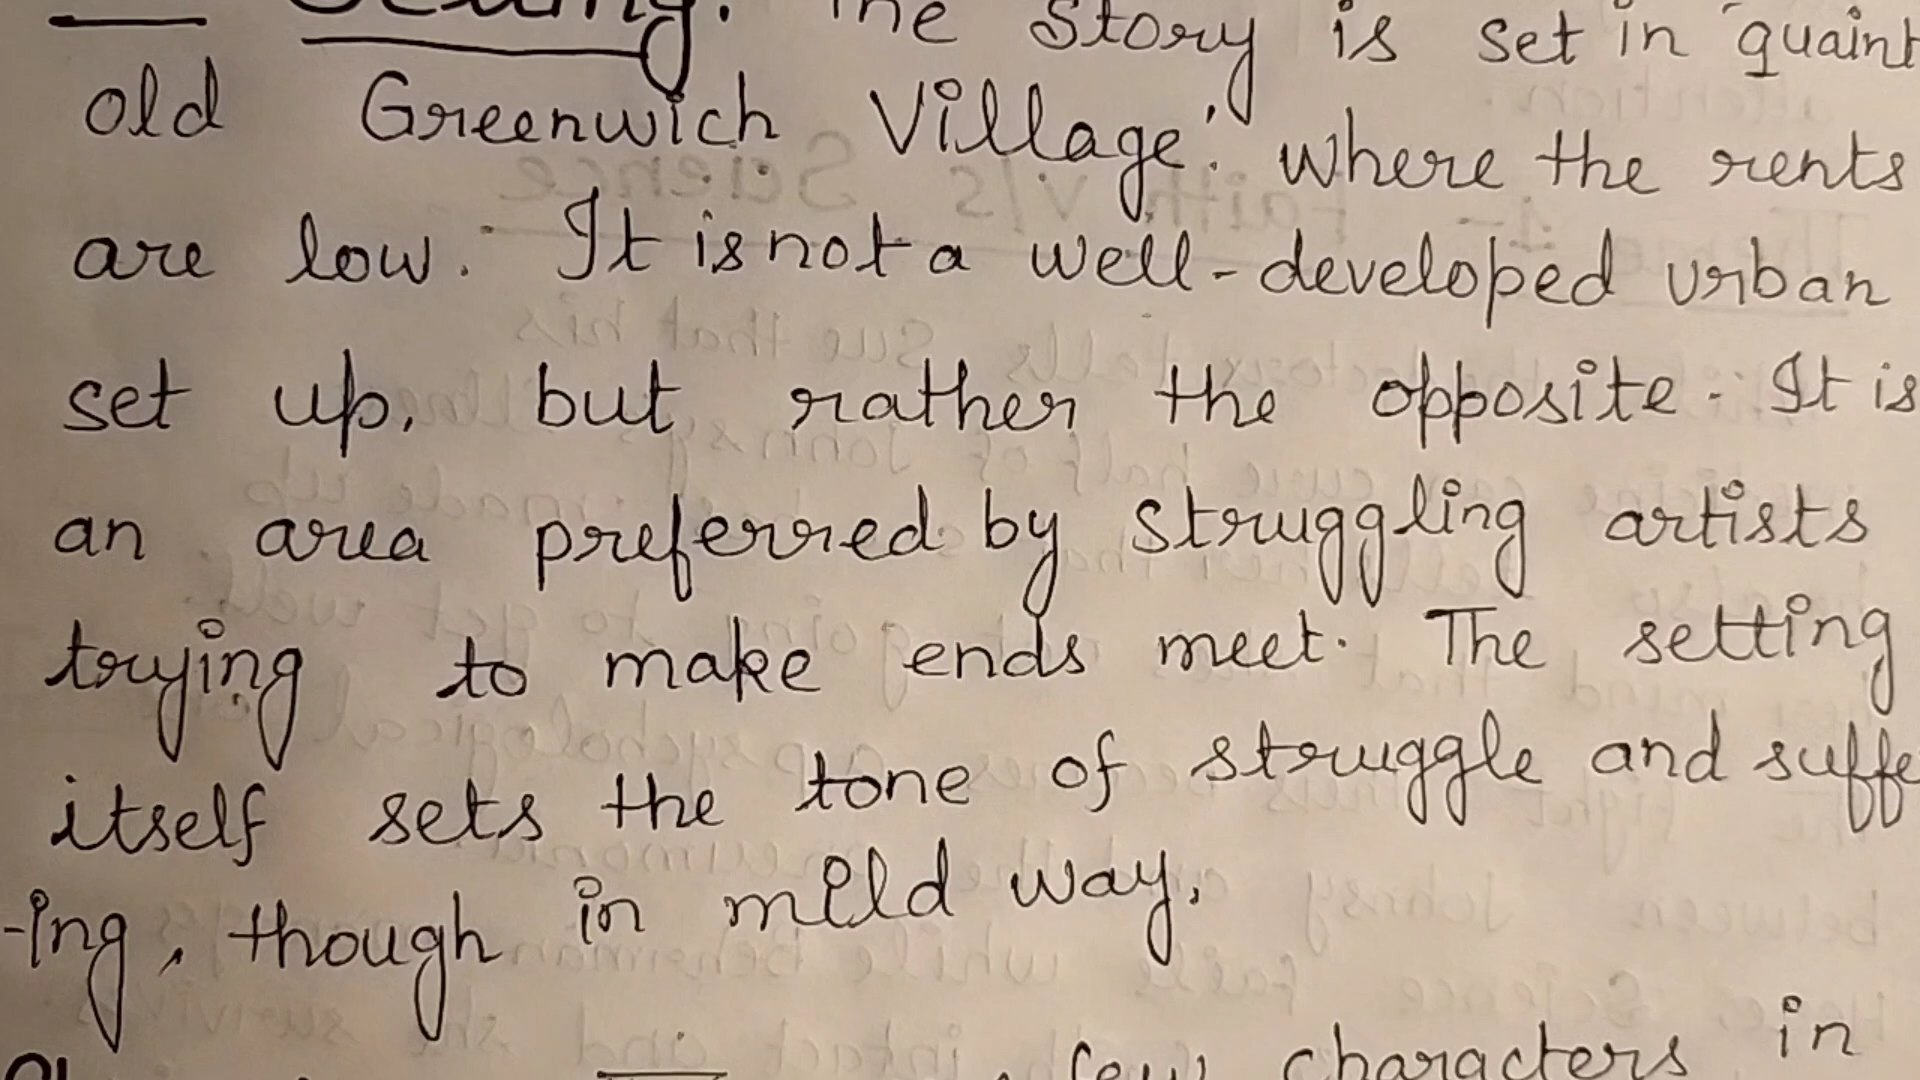 Setting: The story is set in "quaint
old Greenwich Village" where the rents
are low. It is not a well-developed urban
set up, but rather the opposite. It is
an area preferred by struggling artists
trying to make ends meet. The setting
itself sets the tone of struggle and suffe
-ing, though in mild way.
few characters in